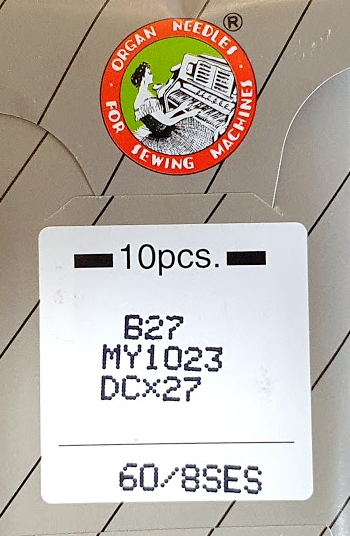 ORGAN NEEDLES
®
FOR SEWING MACHINES
10pcs.
B27
MY1023
DCX27
60/8SES